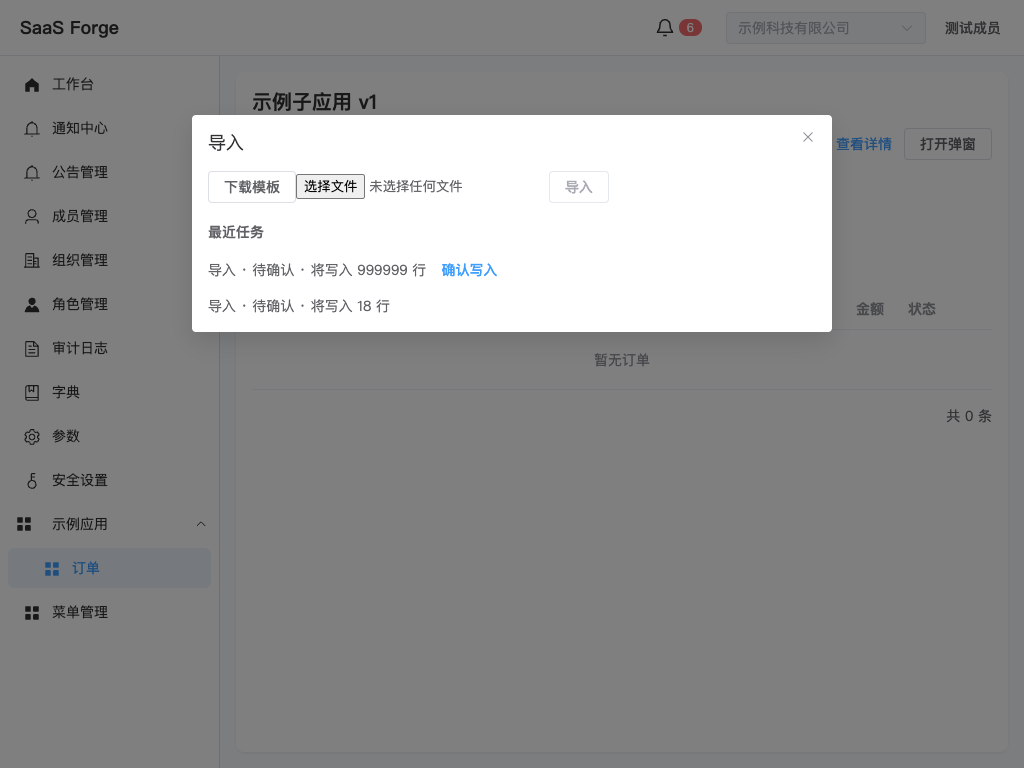 SaaS Forge
6
示例科技有限公司
测试成员
工作台
通知中心
公告管理
成员管理
组织管理
角色管理
审计日志
字典
参数
安全设置
示例应用
订单
菜单管理
示例子应用 v1
查看详情
打开弹窗
导入
下载模板
选择文件 未选择任何文件
导入
最近任务
导入 · 待确认 · 将写入 999999 行 确认写入
导入 · 待确认 · 将写入 18 行
金额 状态
暂无订单
共 0 条